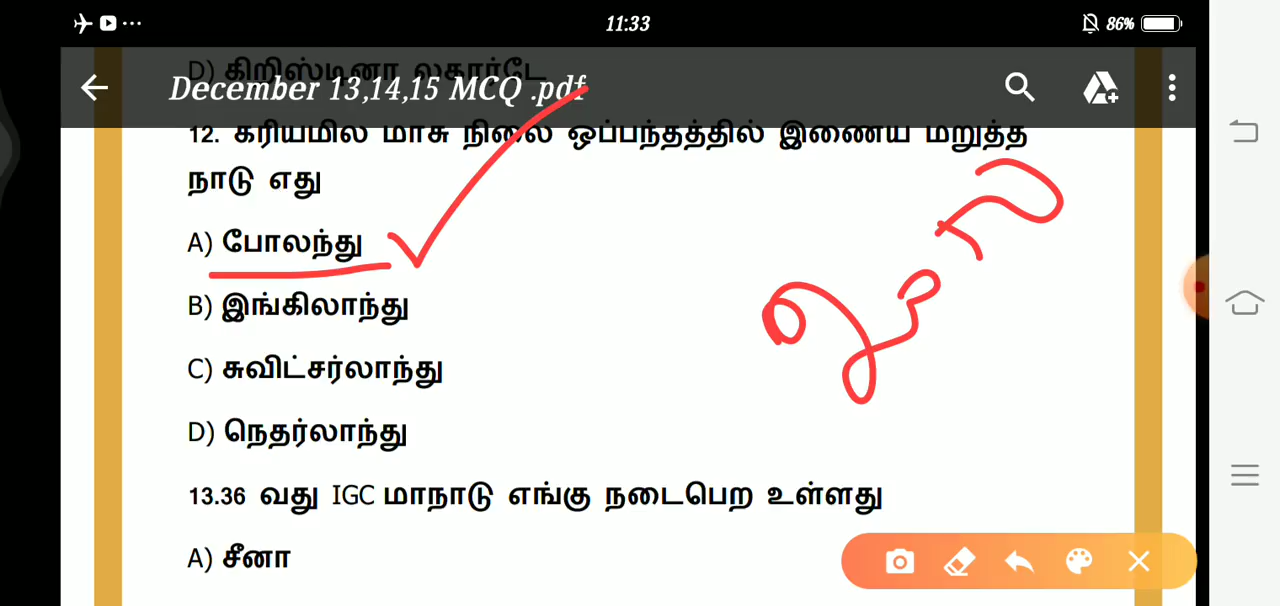 11:33
86%
D) கிறிஸ்டினா லகார்டே
December 13,14,15 MCQ .pdf
12. கரியமில மாசு நிலை ஒப்பந்தத்தில் இணைய மறுத்த
நாடு எது
A) போலந்து
B) இங்கிலாந்து
C) சுவிட்சர்லாந்து
D) நெதர்லாந்து
13.36 வது IGC மாநாடு எங்கு நடைபெற உள்ளது
A) சீனா